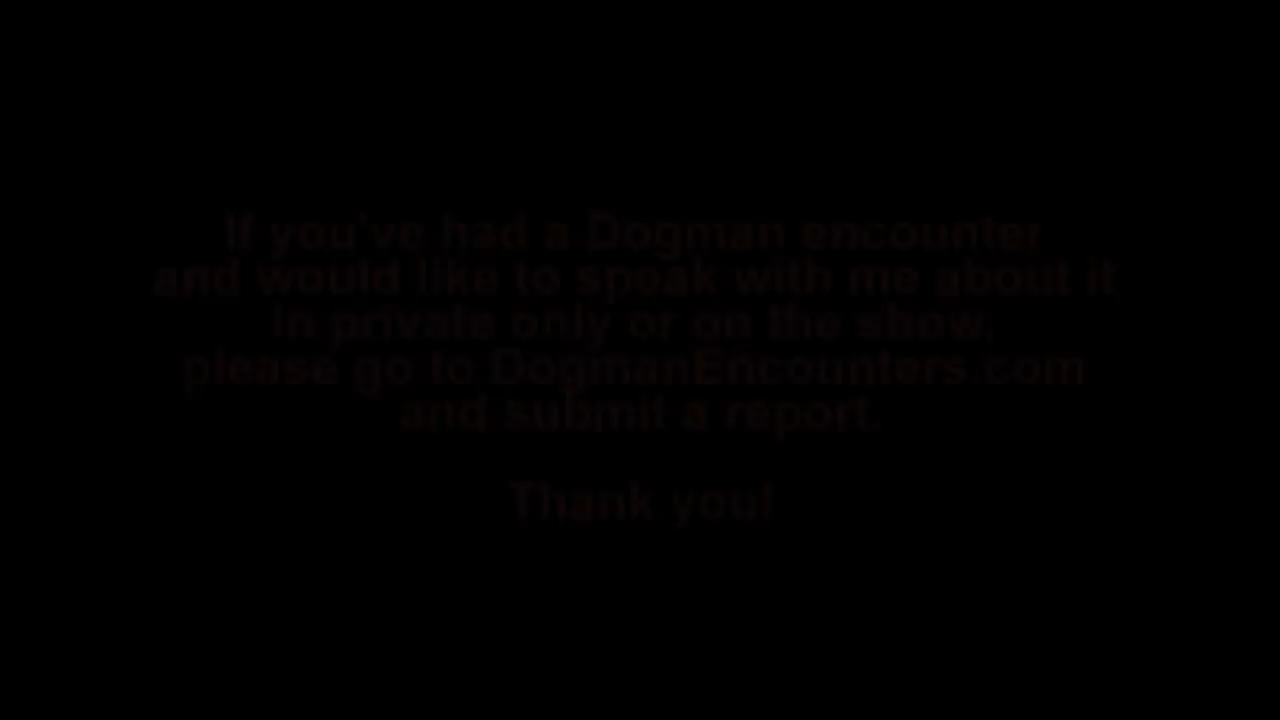 If you've had a Dogman encounter
and would like to speak with me about it
in private only or on the show,
please go to DogmanEncounters.com
and submit a report.
Thank you!